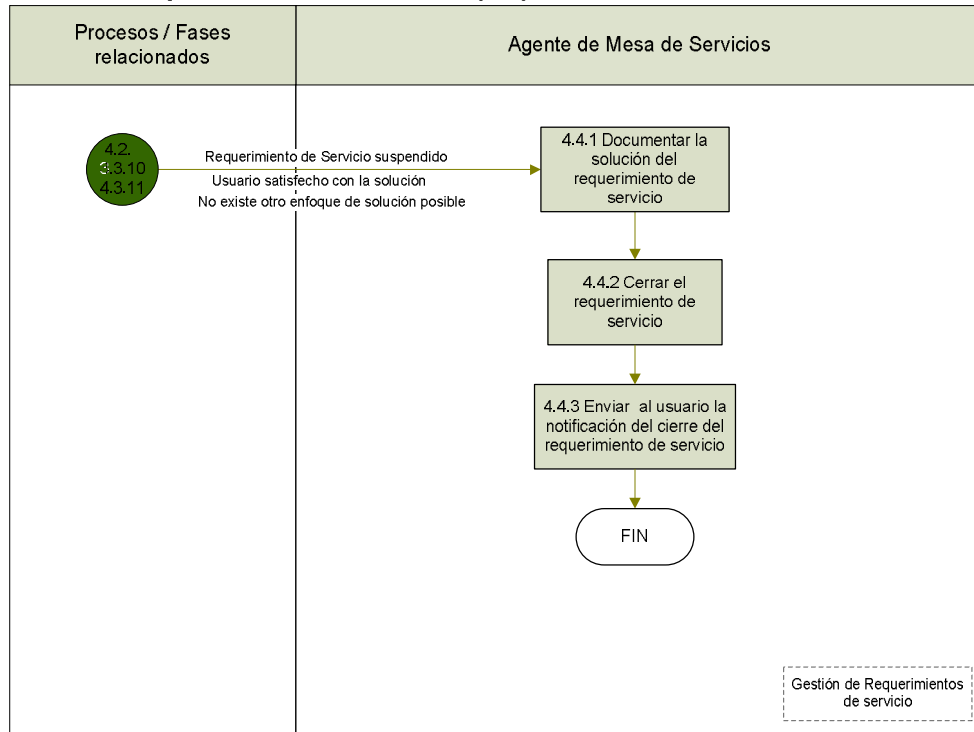 Procesos / Fases
relacionados
Agente de Mesa de Servicios
4.2.
3.3.10
4.3.11
Requerimiento de Servicio suspendido
Usuario satisfecho con la solución
No existe otro enfoque de solución posible
4.4.1 Documentar la
solución del
requerimiento de
servicio
4.4.2 Cerrar el
requerimiento de
servicio
4.4.3 Enviar al usuario la
notificación del cierre del
requerimiento de servicio
FIN
Gestión de Requerimientos
de servicio